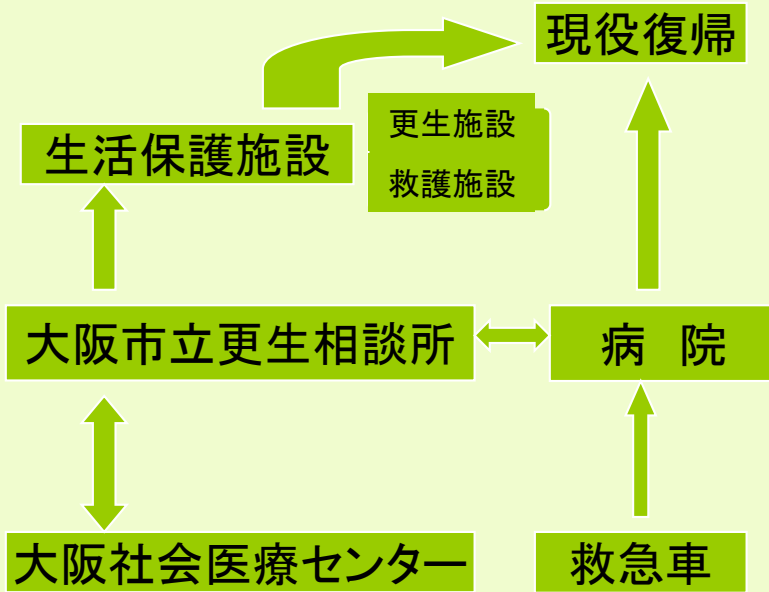 現役復帰
更生施設
生活保護施設
救護施設
大阪市立更生相談所
病　院
大阪社会医療センター
救急車